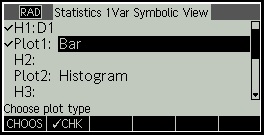 RAD Statistics 1Var Symbolic View
✓H1:D1
✓Plot1: Bar
H2:
Plot2: Histogram
H3:
Choose plot type
CHOOS ✓CHK